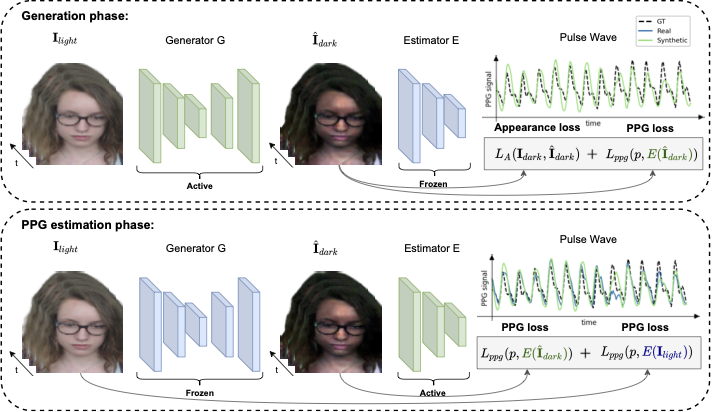 Generation phase:
I_light
Generator G
Î_dark
Estimator E
Pulse Wave
GT
Real
Synthetic
PPG signal
time
Appearance loss
PPG loss
L_A(I_dark, Î_dark) + L_ppg(p, E(Î_dark))
t
Active
t
Frozen
PPG estimation phase:
I_light
Generator G
Î_dark
Estimator E
Pulse Wave
PPG signal
time
PPG loss
PPG loss
L_ppg(p, E(Î_dark)) + L_ppg(p, E(I_light))
t
Frozen
t
Active